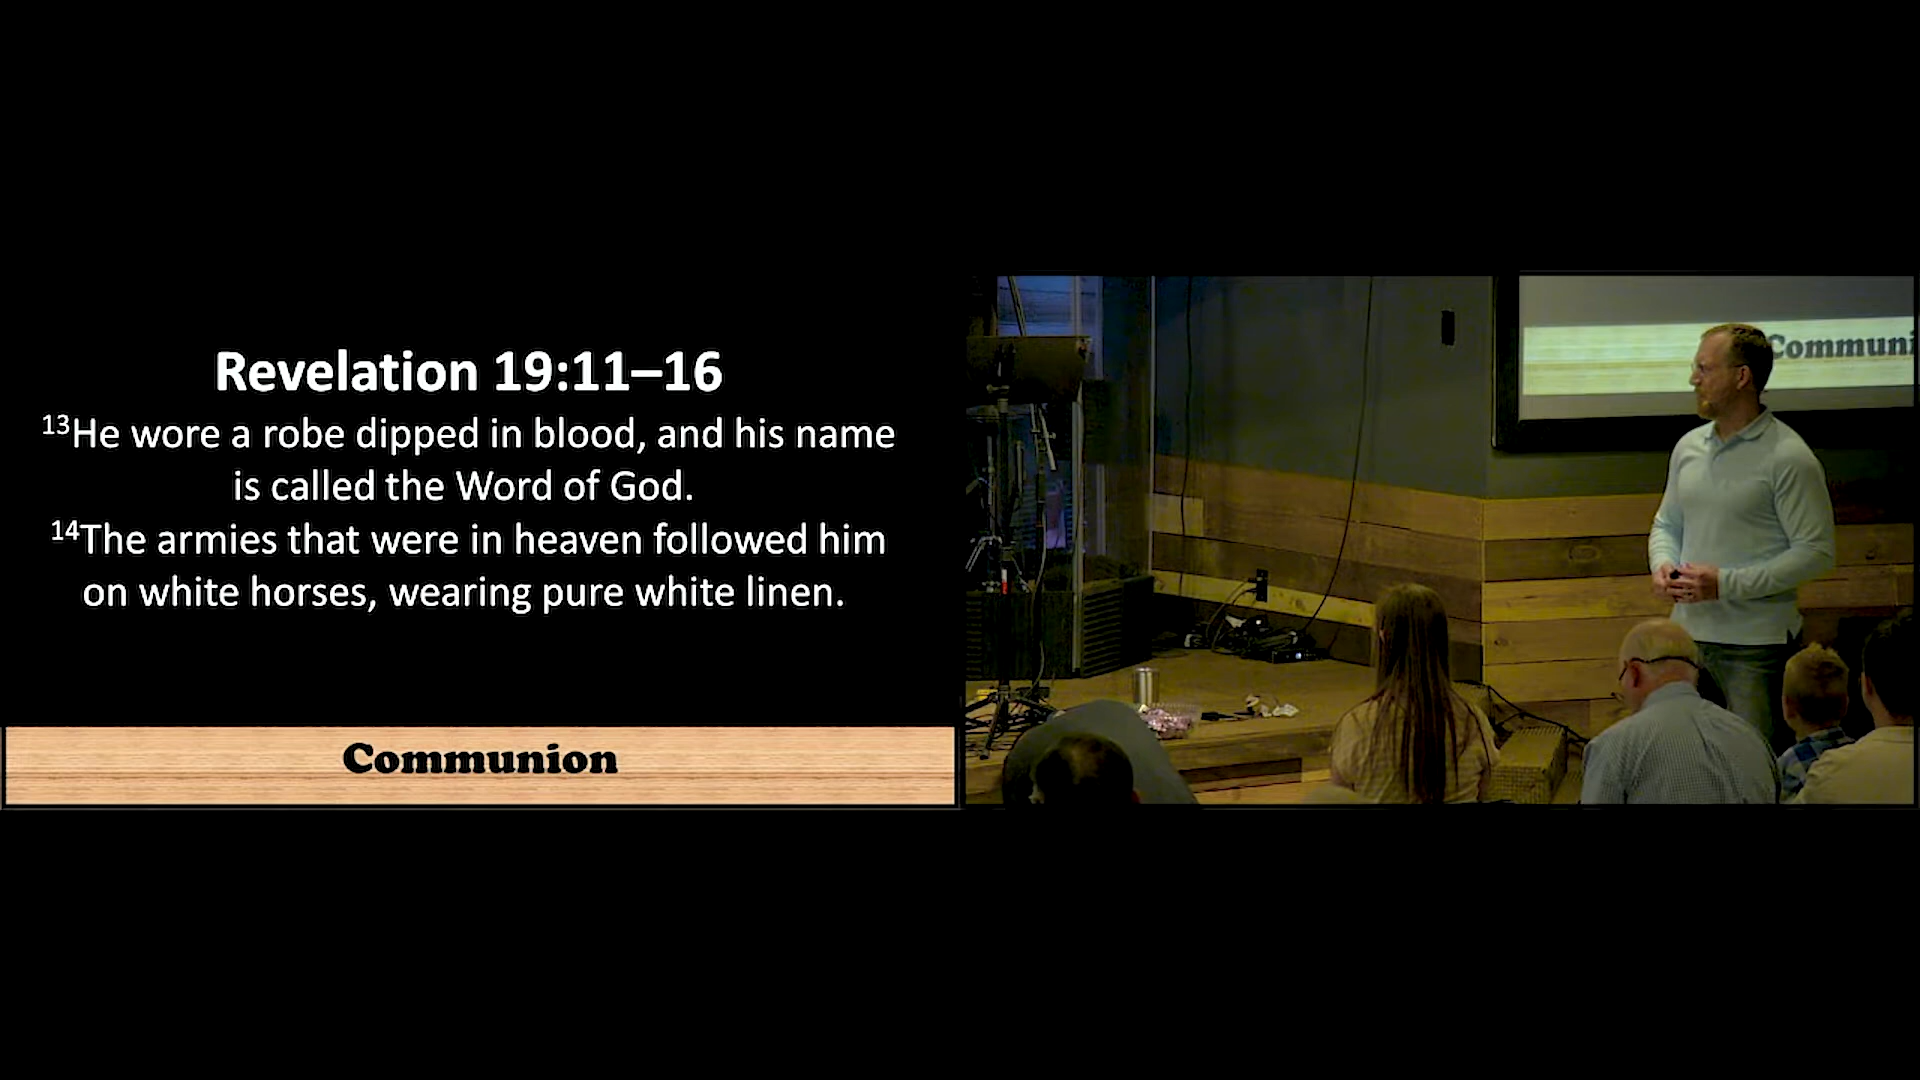 Revelation 19:11–16
¹³He wore a robe dipped in blood, and his name
is called the Word of God.
¹⁴The armies that were in heaven followed him
on white horses, wearing pure white linen.
Communion
Communi